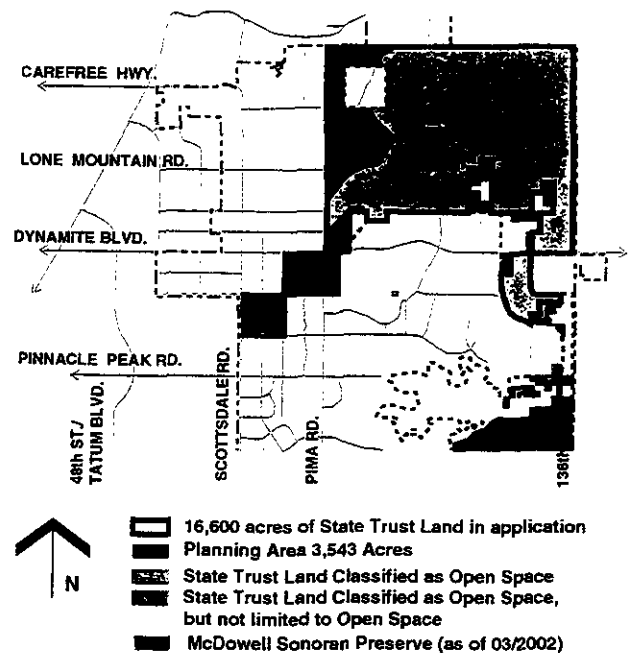 CAREFREE HWY.
LONE MOUNTAIN RD.
DYNAMITE BLVD.
PINNACLE PEAK RD.
48th ST./
TATUM BLVD.
SCOTTSDALE RD.
PIMA RD.
136th
N
16,600 acres of State Trust Land in application
Planning Area 3,543 Acres
State Trust Land Classified as Open Space
State Trust Land Classified as Open Space,
but not limited to Open Space
McDowell Sonoran Preserve (as of 03/2002)